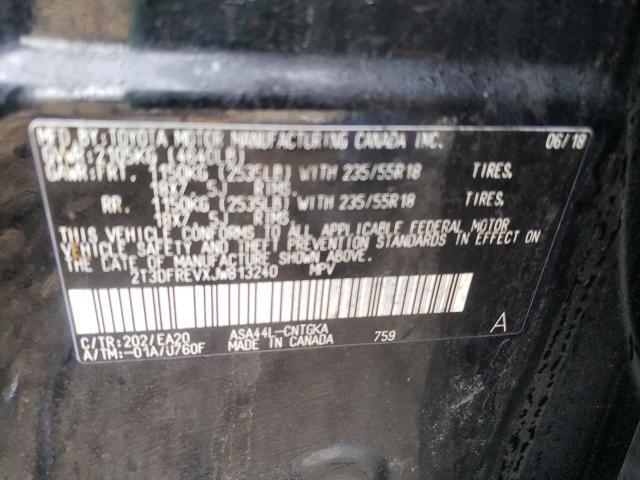 MFD.BY:TOYOTA MOTOR MANUFACTURING CANADA INC. 06/18
GVWR:2105KG (4640LB)
GAWR:FRT. 1150KG (2535LB) WITH 235/55R18 TIRES,
18X7.5J RIMS,
RR. 1150KG (2535LB) WITH 235/55R18 TIRES,
18X7.5J RIMS,
THIS VEHICLE CONFORMS TO ALL APPLICABLE FEDERAL MOTOR
VEHICLE SAFETY AND THEFT PREVENTION STANDARDS IN EFFECT ON
THE DATE OF MANUFACTURE SHOWN ABOVE.
2T3DFREVXJW813240 MPV
C/TR:202/EA20 ASA44L-CNTGKA 759 A
A/TM:-01A/U760F MADE IN CANADA